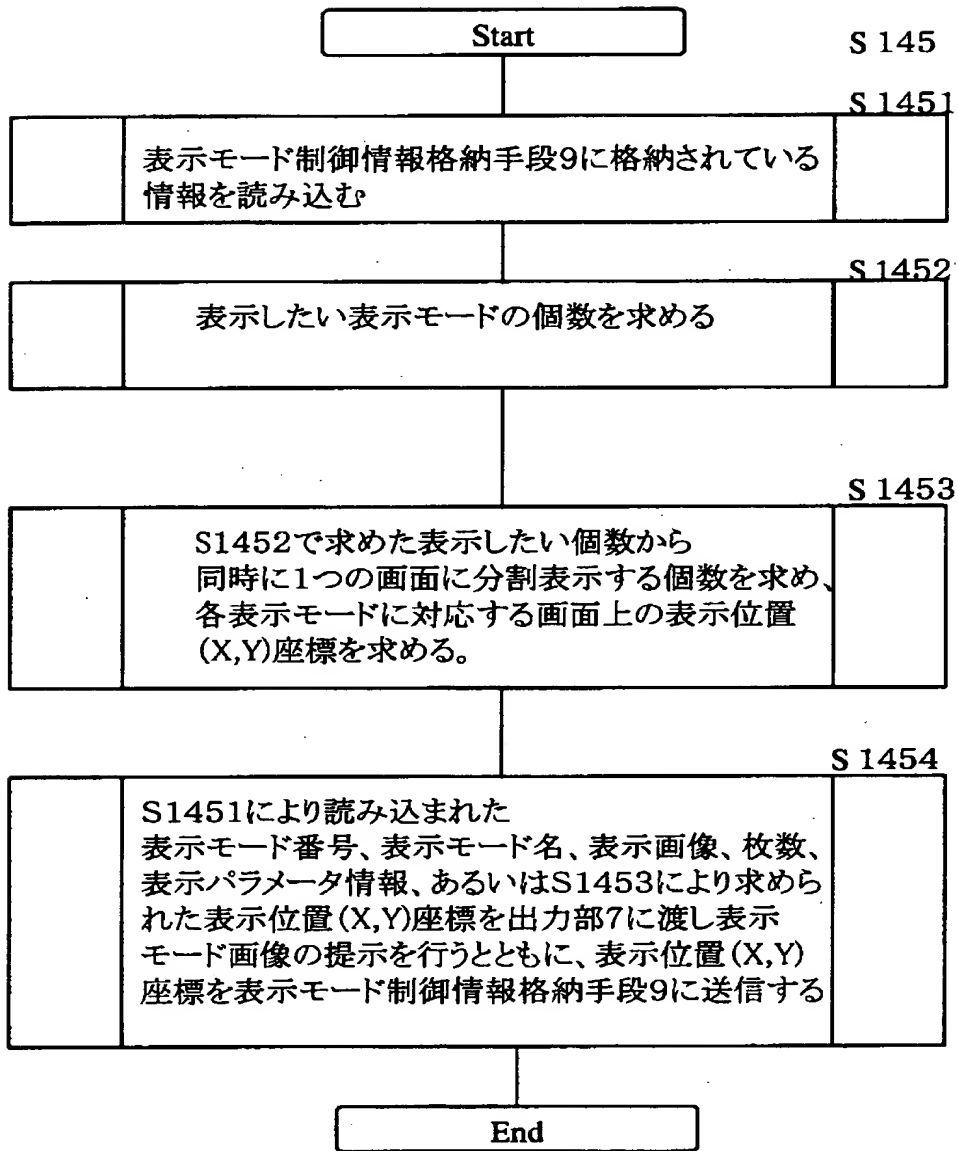 Start
S 145
S 1451
表示モード制御情報格納手段9に格納されている
情報を読み込む
S 1452
表示したい表示モードの個数を求める
S 1453
S1452で求めた表示したい個数から
同時に1つの画面に分割表示する個数を求め、
各表示モードに対応する画面上の表示位置
(X,Y)座標を求める。
S 1454
S1451により読み込まれた
表示モード番号、表示モード名、表示画像、枚数、
表示パラメータ情報、あるいはS1453により求めら
れた表示位置(X,Y)座標を出力部7に渡し表示
モード画像の提示を行うとともに、表示位置(X,Y)
座標を表示モード制御情報格納手段9に送信する
End